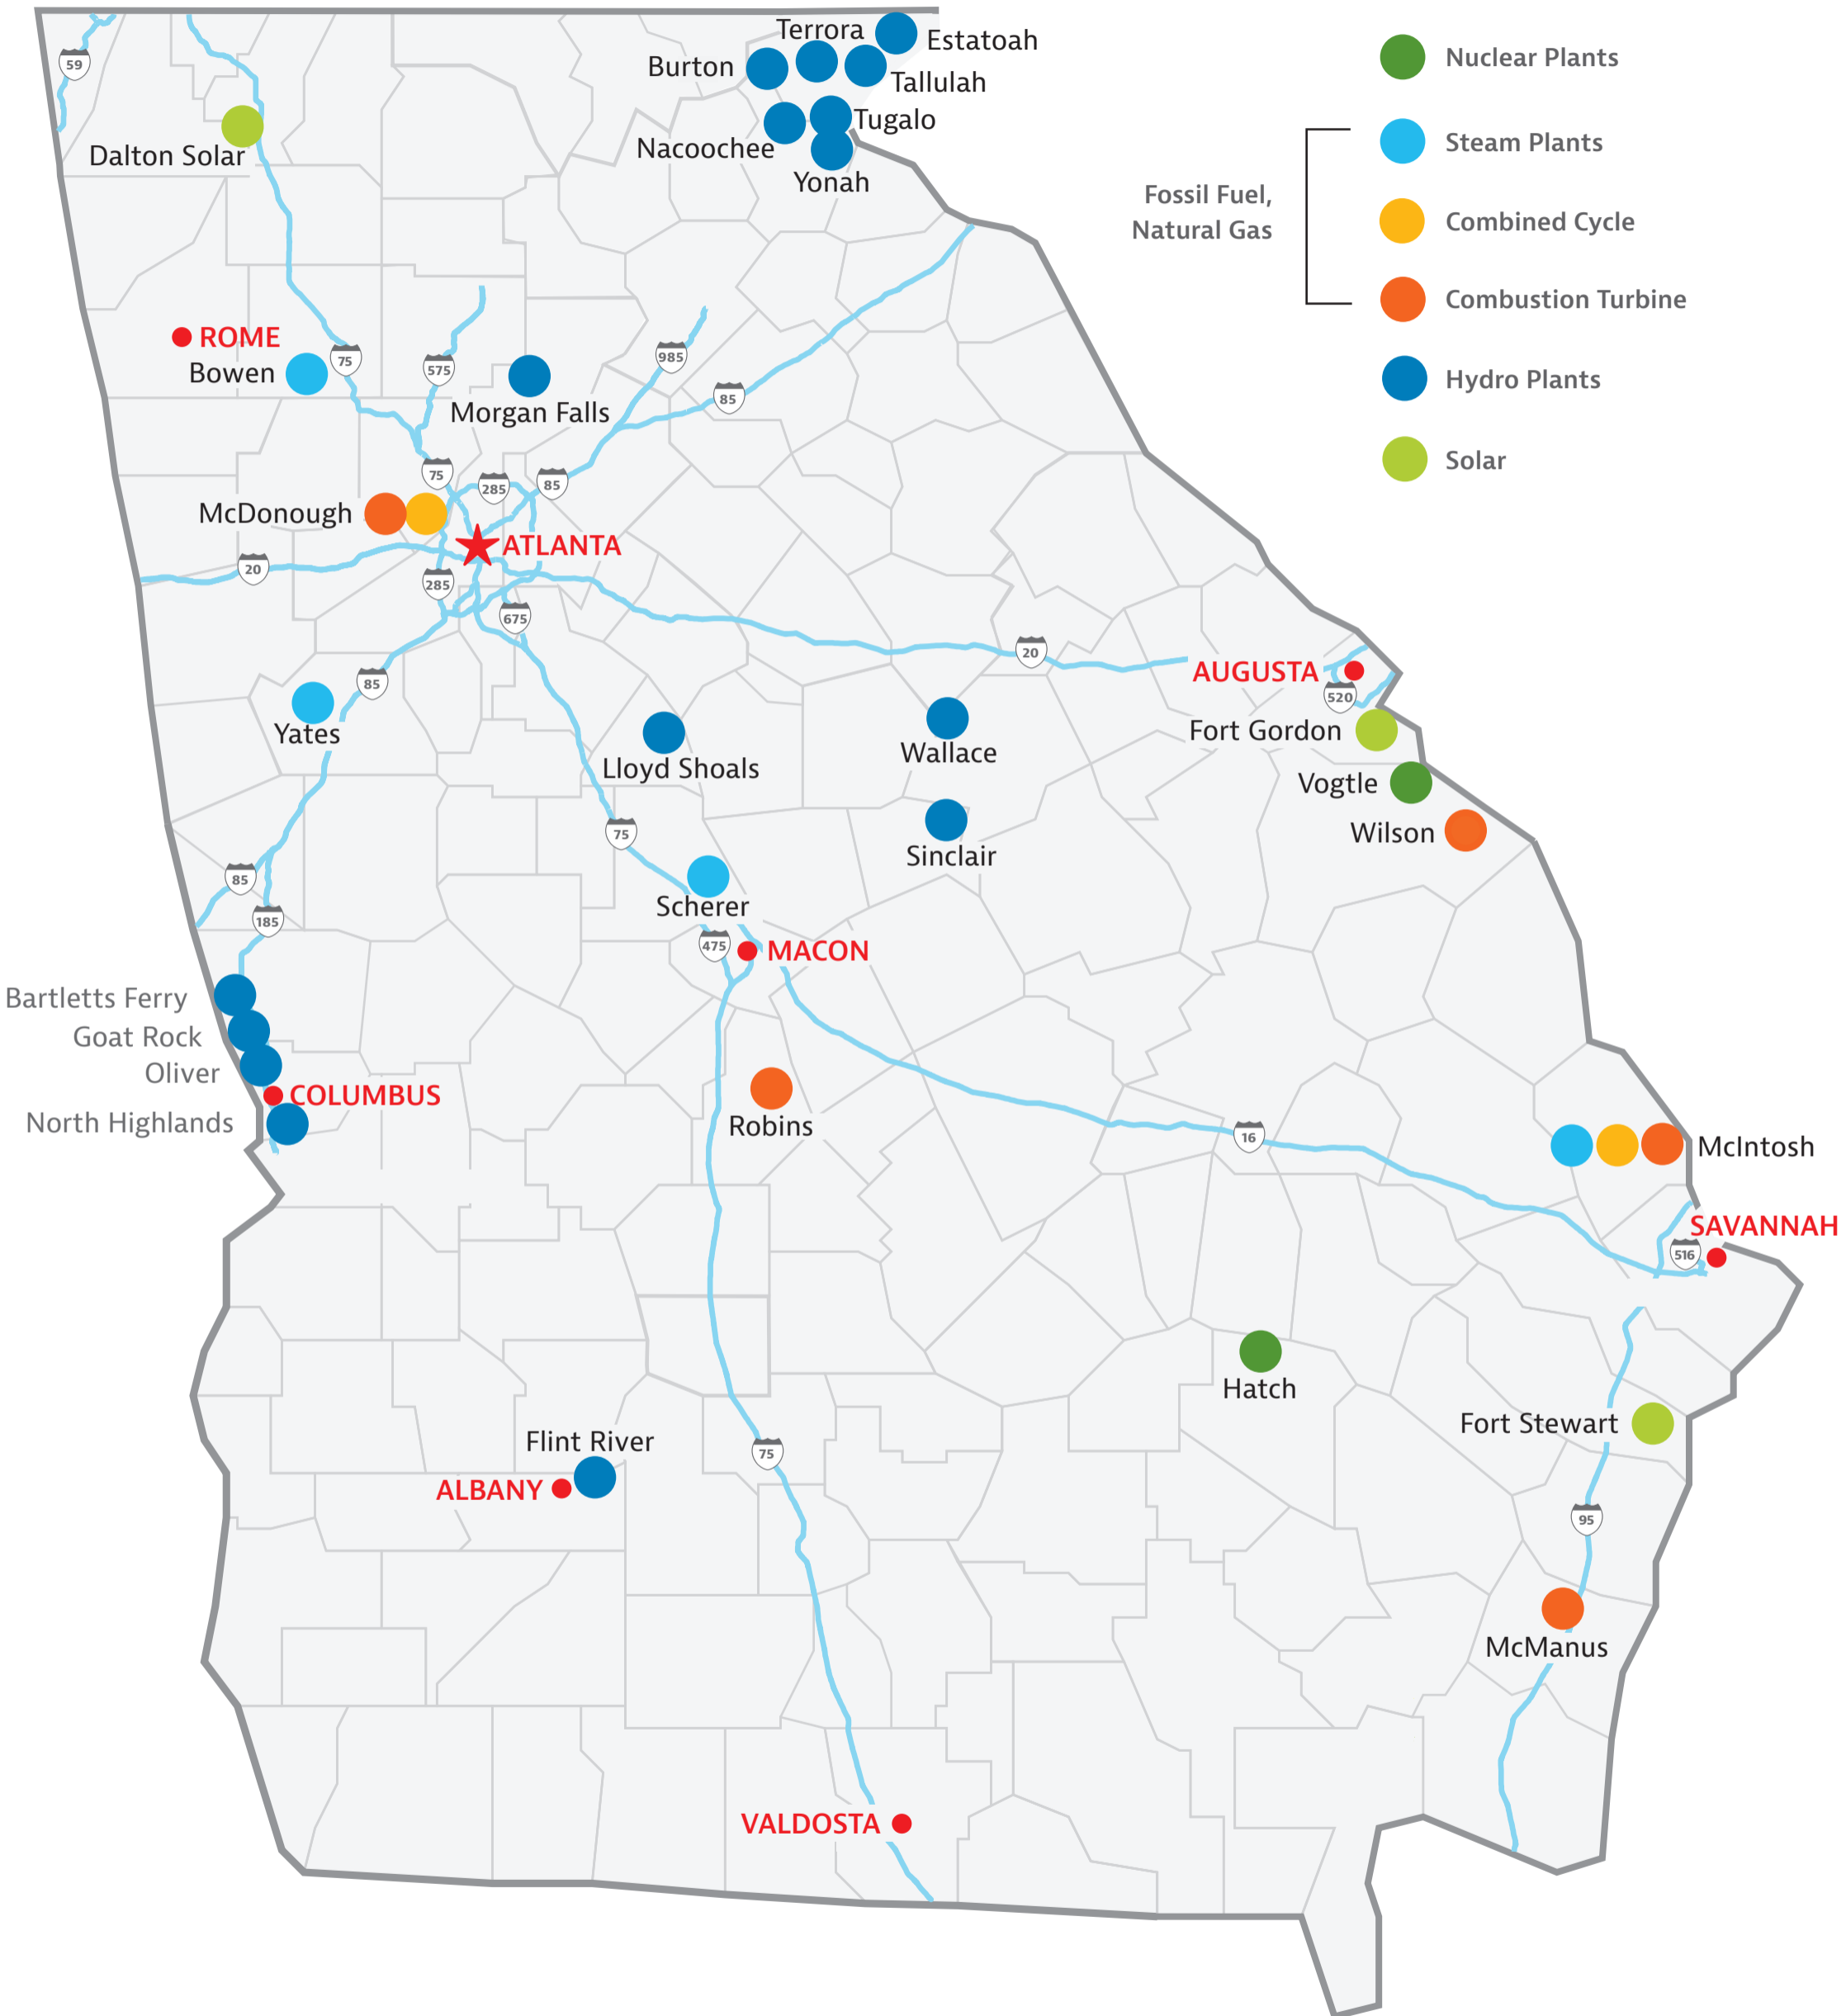 Terrora
Estatoah
Burton
Tallulah
Tugalo
Nacoochee
Yonah
Nuclear Plants
Steam Plants
Fossil Fuel,
Natural Gas
Combined Cycle
Combustion Turbine
Hydro Plants
Solar
59
Dalton Solar
ROME
Bowen
75
575
985
85
Morgan Falls
75
285
85
McDonough
ATLANTA
20
285
675
20
AUGUSTA
520
85
Yates
Lloyd Shoals
Wallace
Fort Gordon
Vogtle
Wilson
75
Sinclair
85
185
Scherer
475
MACON
Bartletts Ferry
Goat Rock
Oliver
COLUMBUS
North Highlands
Robins
16
McIntosh
SAVANNAH
516
Hatch
Fort Stewart
Flint River
75
ALBANY
95
McManus
VALDOSTA